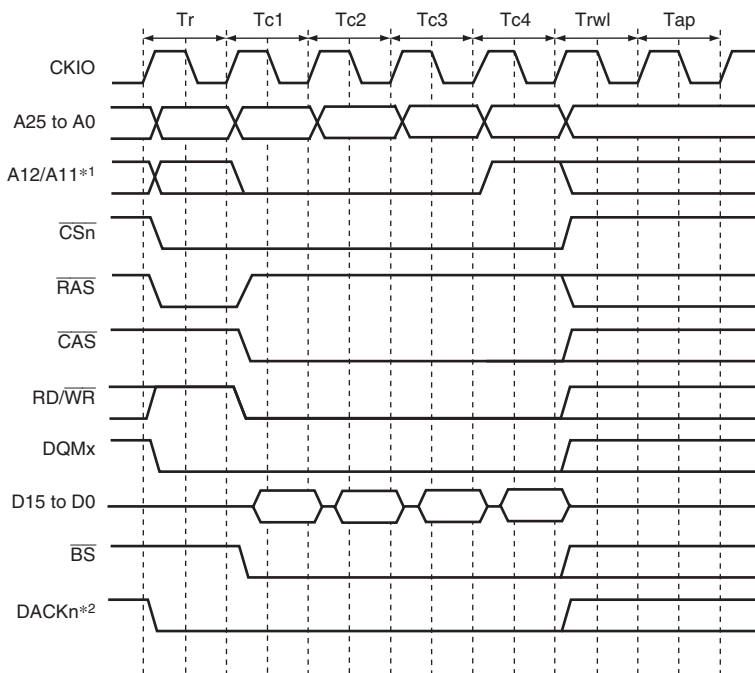 Tr Tc1 Tc2 Tc3 Tc4 Trwl Tap
CKIO
A25 to A0
A12/A11*1
CSn
RAS
CAS
RD/WR
DQMx
D15 to D0
BS
DACKn*2